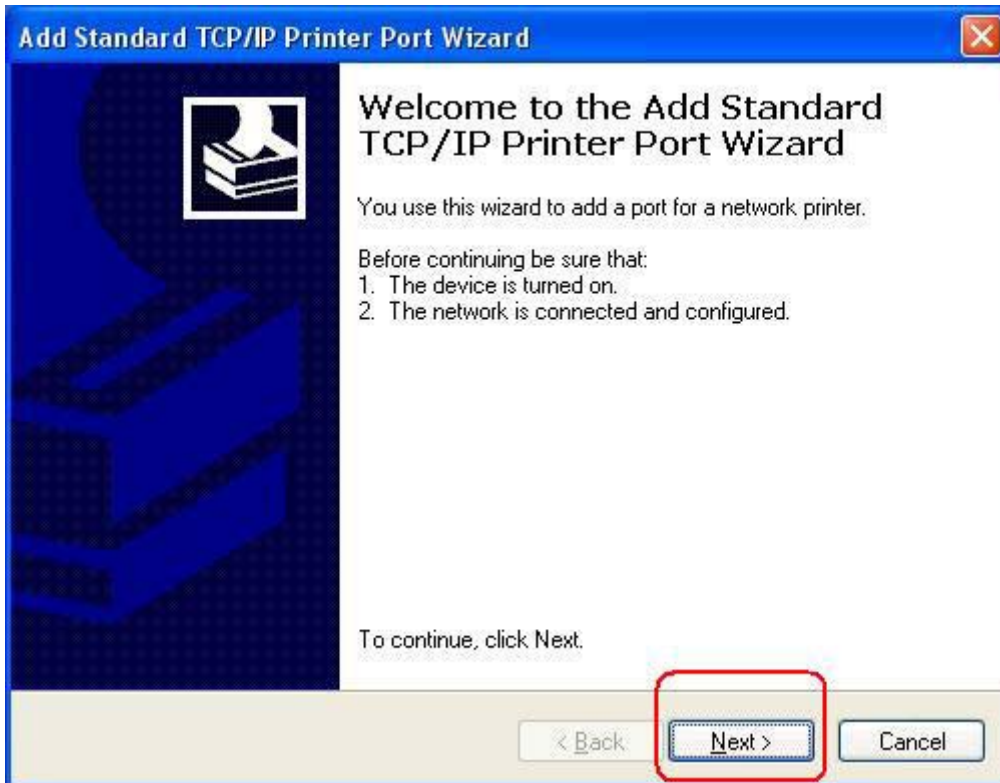 Add Standard TCP/IP Printer Port Wizard
Welcome to the Add Standard
TCP/IP Printer Port Wizard
You use this wizard to add a port for a network printer.
Before continuing be sure that:
1. The device is turned on.
2. The network is connected and configured.
To continue, click Next.
< Back
Next >
Cancel